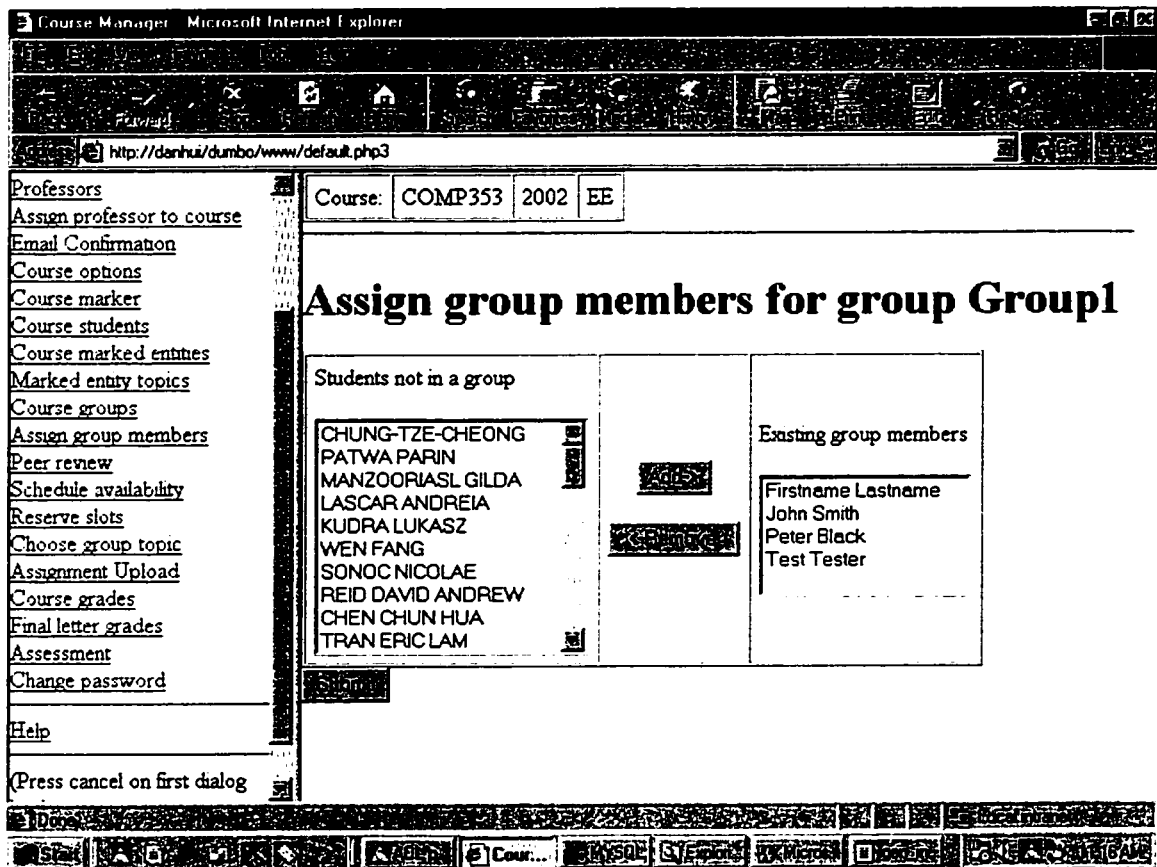 Course Manager Microsoft Internet Explorer
Forward
http://danhui/dumbo/www/default.php3
Professors
Assign professor to course
Email Confirmation
Course options
Course marker
Course students
Course marked entities
Marked entity topics
Course groups
Assign group members
Peer review
Schedule availability
Reserve slots
Choose group topic
Assignment Upload
Course grades
Final letter grades
Assessment
Change password
Help
(Press cancel on first dialog
Course: COMP353 2002 EE
Assign group members for group Group1
Students not in a group
CHUNG-TZE-CHEONG
PATWA PARIN
MANZOORIASL GILDA
LASCAR ANDREIA
KUDRA LUKASZ
WEN FANG
SONOC NICOLAE
REID DAVID ANDREW
CHEN CHUN HUA
TRAN ERIC LAM
Existing group members
Firstname Lastname
John Smith
Peter Black
Test Tester
Done
Start
Cour...